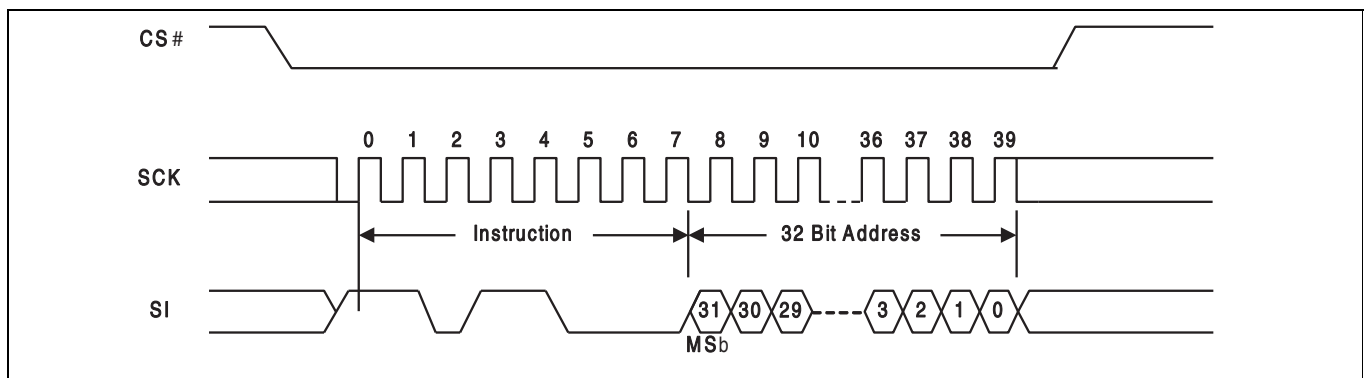 CS#
0 1 2 3 4 5 6 7 8 9 10 36 37 38 39
SCK
Instruction 32 Bit Address
SI
31 30 29 3 2 1 0
MSb